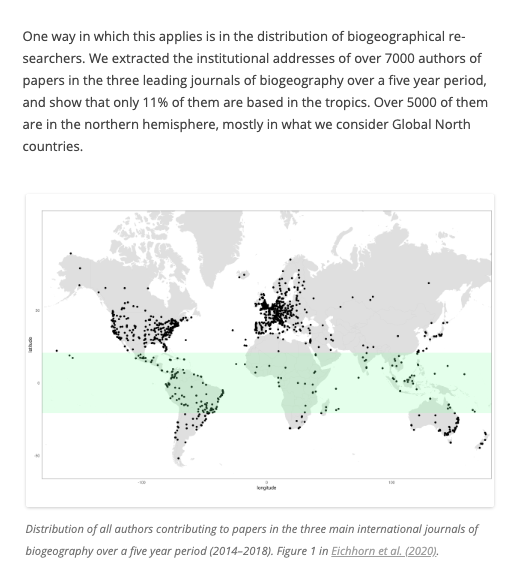 One way in which this applies is in the distribution of biogeographical re-
searchers. We extracted the institutional addresses of over 7000 authors of
papers in the three leading journals of biogeography over a five year period,
and show that only 11% of them are based in the tropics. Over 5000 of them
are in the northern hemisphere, mostly in what we consider Global North
countries.
latitude
0
longitude
Distribution of all authors contributing to papers in the three main international journals of
biogeography over a five year period (2014–2018). Figure 1 in Eichhorn et al. (2020).